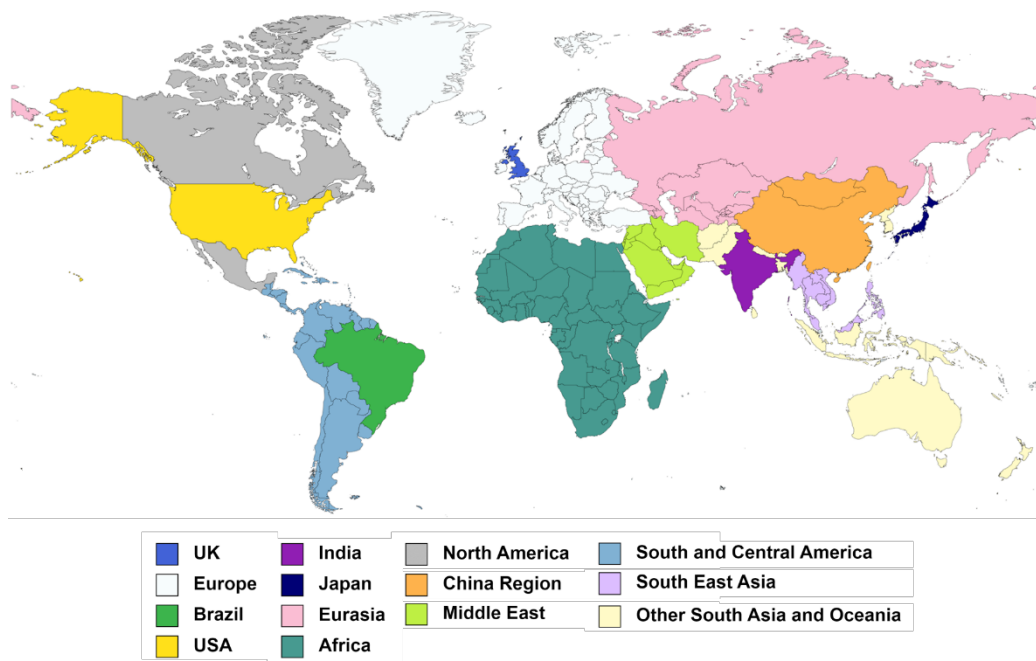 UK
Europe
Brazil
USA
India
Japan
Eurasia
Africa
North America
China Region
Middle East
South and Central America
South East Asia
Other South Asia and Oceania